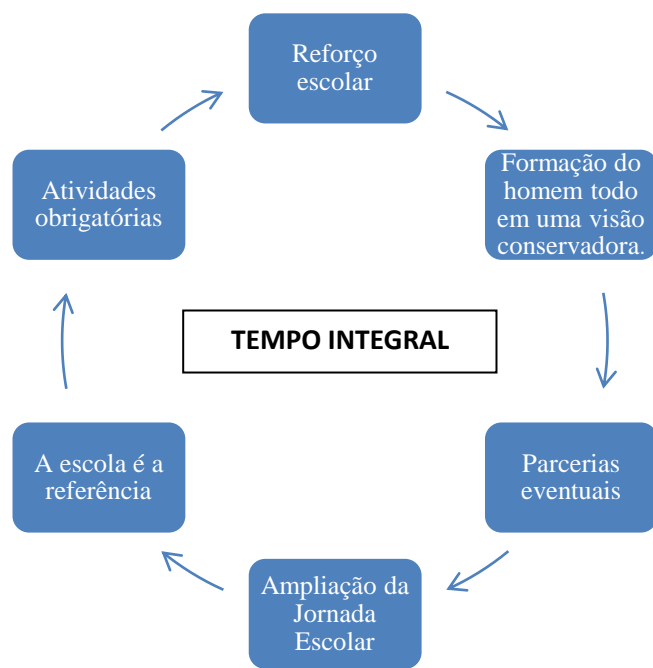 Reforço
escolar
Formação do
homem todo
em uma visão
conservadora.
Parcerias
eventuais
Ampliação da
Jornada
Escolar
A escola é a
referência
Atividades
obrigatórias
TEMPO INTEGRAL